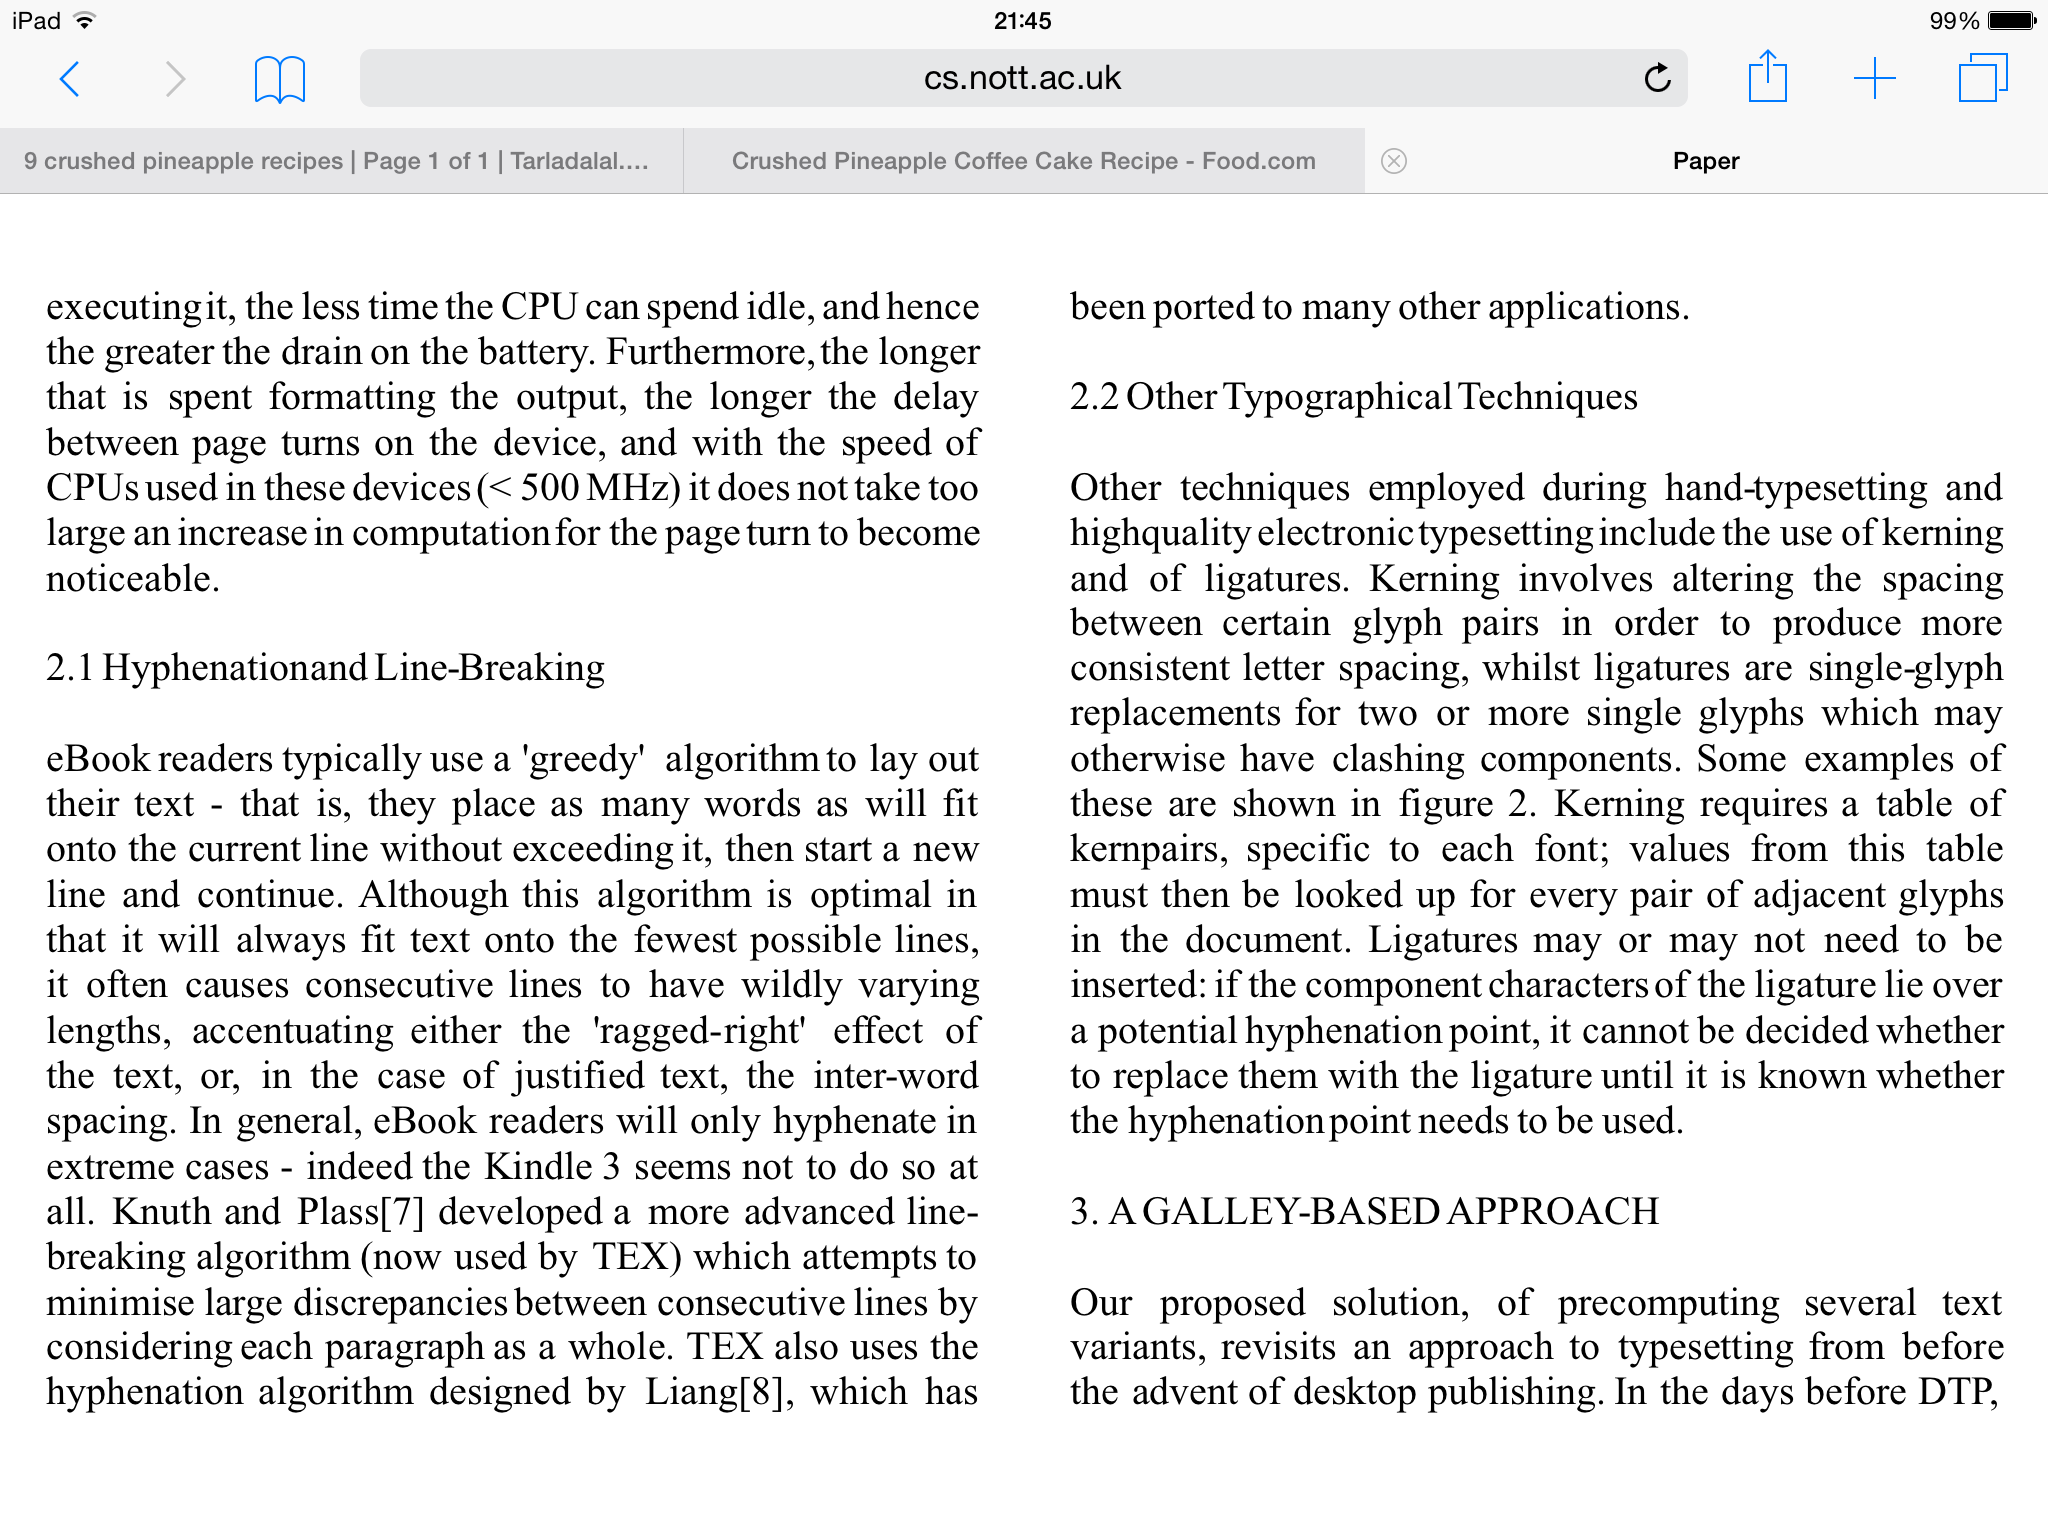 iPad
21:45
99%
cs.nott.ac.uk
9 crushed pineapple recipes | Page 1 of 1 | Tarladalal....
Crushed Pineapple Coffee Cake Recipe - Food.com
Paper
executing it, the less time the CPU can spend idle, and hence
the greater the drain on the battery. Furthermore, the longer
that is spent formatting the output, the longer the delay
between page turns on the device, and with the speed of
CPUs used in these devices (< 500 MHz) it does not take too
large an increase in computation for the page turn to become
noticeable.
2.1 Hyphenation and Line-Breaking
eBook readers typically use a 'greedy' algorithm to lay out
their text - that is, they place as many words as will fit
onto the current line without exceeding it, then start a new
line and continue. Although this algorithm is optimal in
that it will always fit text onto the fewest possible lines,
it often causes consecutive lines to have wildly varying
lengths, accentuating either the 'ragged-right' effect of
the text, or, in the case of justified text, the inter-word
spacing. In general, eBook readers will only hyphenate in
extreme cases - indeed the Kindle 3 seems not to do so at
all. Knuth and Plass[7] developed a more advanced line-
breaking algorithm (now used by TEX) which attempts to
minimise large discrepancies between consecutive lines by
considering each paragraph as a whole. TEX also uses the
hyphenation algorithm designed by Liang[8], which has
been ported to many other applications.
2.2 Other Typographical Techniques
Other techniques employed during hand-typesetting and
highquality electronic typesetting include the use of kerning
and of ligatures. Kerning involves altering the spacing
between certain glyph pairs in order to produce more
consistent letter spacing, whilst ligatures are single-glyph
replacements for two or more single glyphs which may
otherwise have clashing components. Some examples of
these are shown in figure 2. Kerning requires a table of
kernpairs, specific to each font; values from this table
must then be looked up for every pair of adjacent glyphs
in the document. Ligatures may or may not need to be
inserted: if the component characters of the ligature lie over
a potential hyphenation point, it cannot be decided whether
to replace them with the ligature until it is known whether
the hyphenation point needs to be used.
3. A GALLEY-BASED APPROACH
Our proposed solution, of precomputing several text
variants, revisits an approach to typesetting from before
the advent of desktop publishing. In the days before DTP,